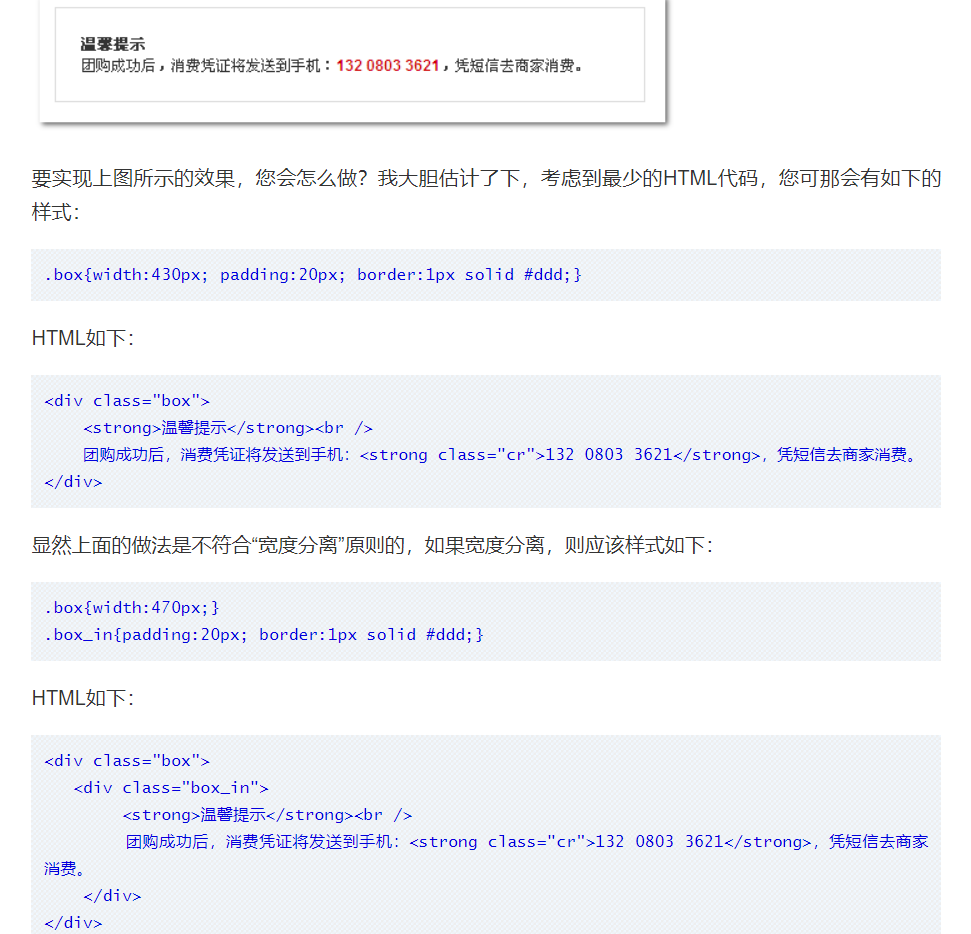 温馨提示
团购成功后，消费凭证将发送到手机：132 0803 3621，凭短信去商家消费。
要实现上图所示的效果，您会怎么做？我大胆估计了下，考虑到最少的HTML代码，您可那会有如下的
样式：
.box{width:430px; padding:20px; border:1px solid #ddd;}
HTML如下：
<div class="box">
    <strong>温馨提示</strong><br />
    团购成功后，消费凭证将发送到手机：<strong class="cr">132 0803 3621</strong>，凭短信去商家消费。
</div>
显然上面的做法是不符合“宽度分离”原则的，如果宽度分离，则应该样式如下：
.box{width:470px;}
.box_in{padding:20px; border:1px solid #ddd;}
HTML如下：
<div class="box">
   <div class="box_in">
        <strong>温馨提示</strong><br />
        团购成功后，消费凭证将发送到手机：<strong class="cr">132 0803 3621</strong>，凭短信去商家
消费。
    </div>
</div>